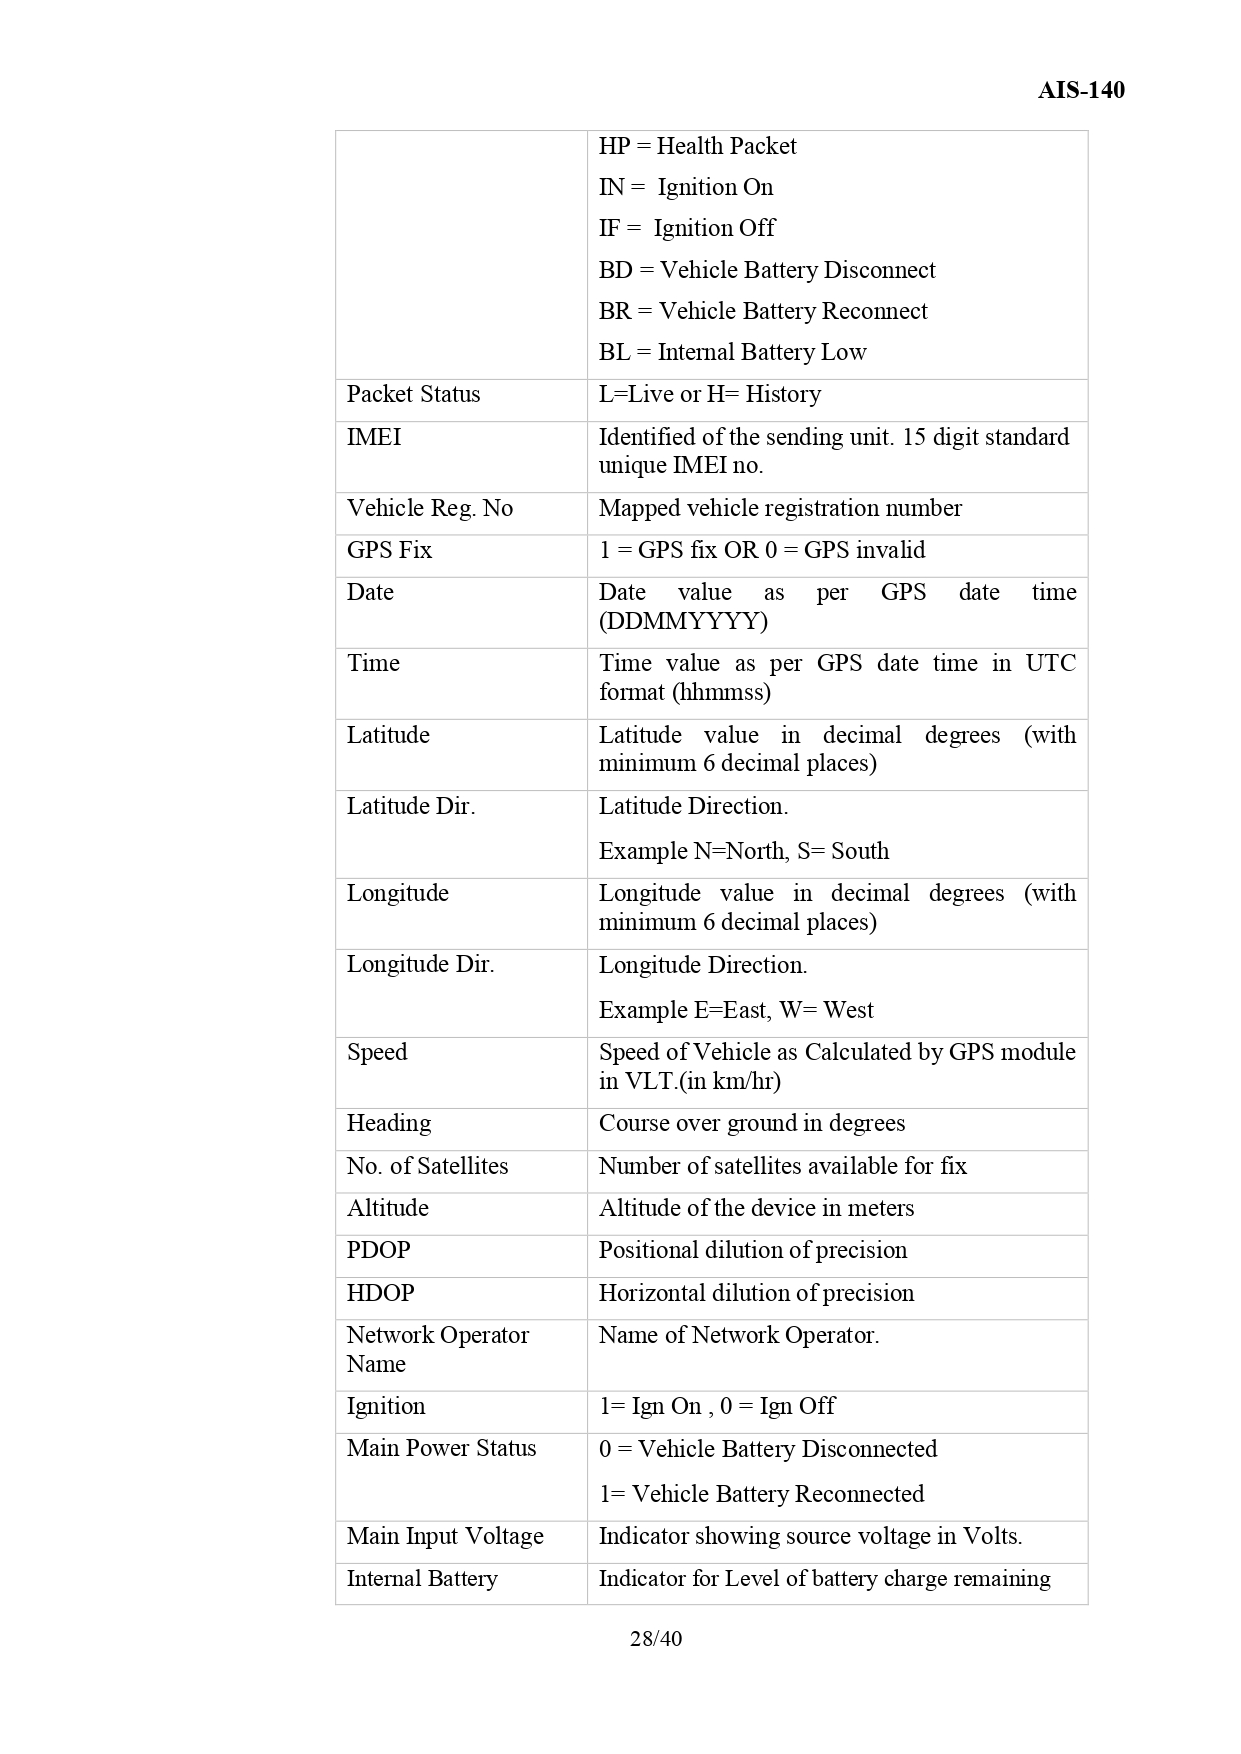 AIS-140
HP = Health Packet
IN =  Ignition On
IF =  Ignition Off
BD = Vehicle Battery Disconnect
BR = Vehicle Battery Reconnect
BL = Internal Battery Low
Packet Status L=Live or H= History
IMEI Identified of the sending unit. 15 digit standard
unique IMEI no.
Vehicle Reg. No Mapped vehicle registration number
GPS Fix 1 = GPS fix OR 0 = GPS invalid
Date Date value as per GPS date time
(DDMMYYYY)
Time Time value as per GPS date time in UTC
format (hhmmss)
Latitude Latitude value in decimal degrees (with
minimum 6 decimal places)
Latitude Dir. Latitude Direction.
Example N=North, S= South
Longitude Longitude value in decimal degrees (with
minimum 6 decimal places)
Longitude Dir. Longitude Direction.
Example E=East, W= West
Speed Speed of Vehicle as Calculated by GPS module
in VLT.(in km/hr)
Heading Course over ground in degrees
No. of Satellites Number of satellites available for fix
Altitude Altitude of the device in meters
PDOP Positional dilution of precision
HDOP Horizontal dilution of precision
Network Operator Name of Network Operator.
Name
Ignition 1= Ign On , 0 = Ign Off
Main Power Status 0 = Vehicle Battery Disconnected
1= Vehicle Battery Reconnected
Main Input Voltage Indicator showing source voltage in Volts.
Internal Battery Indicator for Level of battery charge remaining
28/40